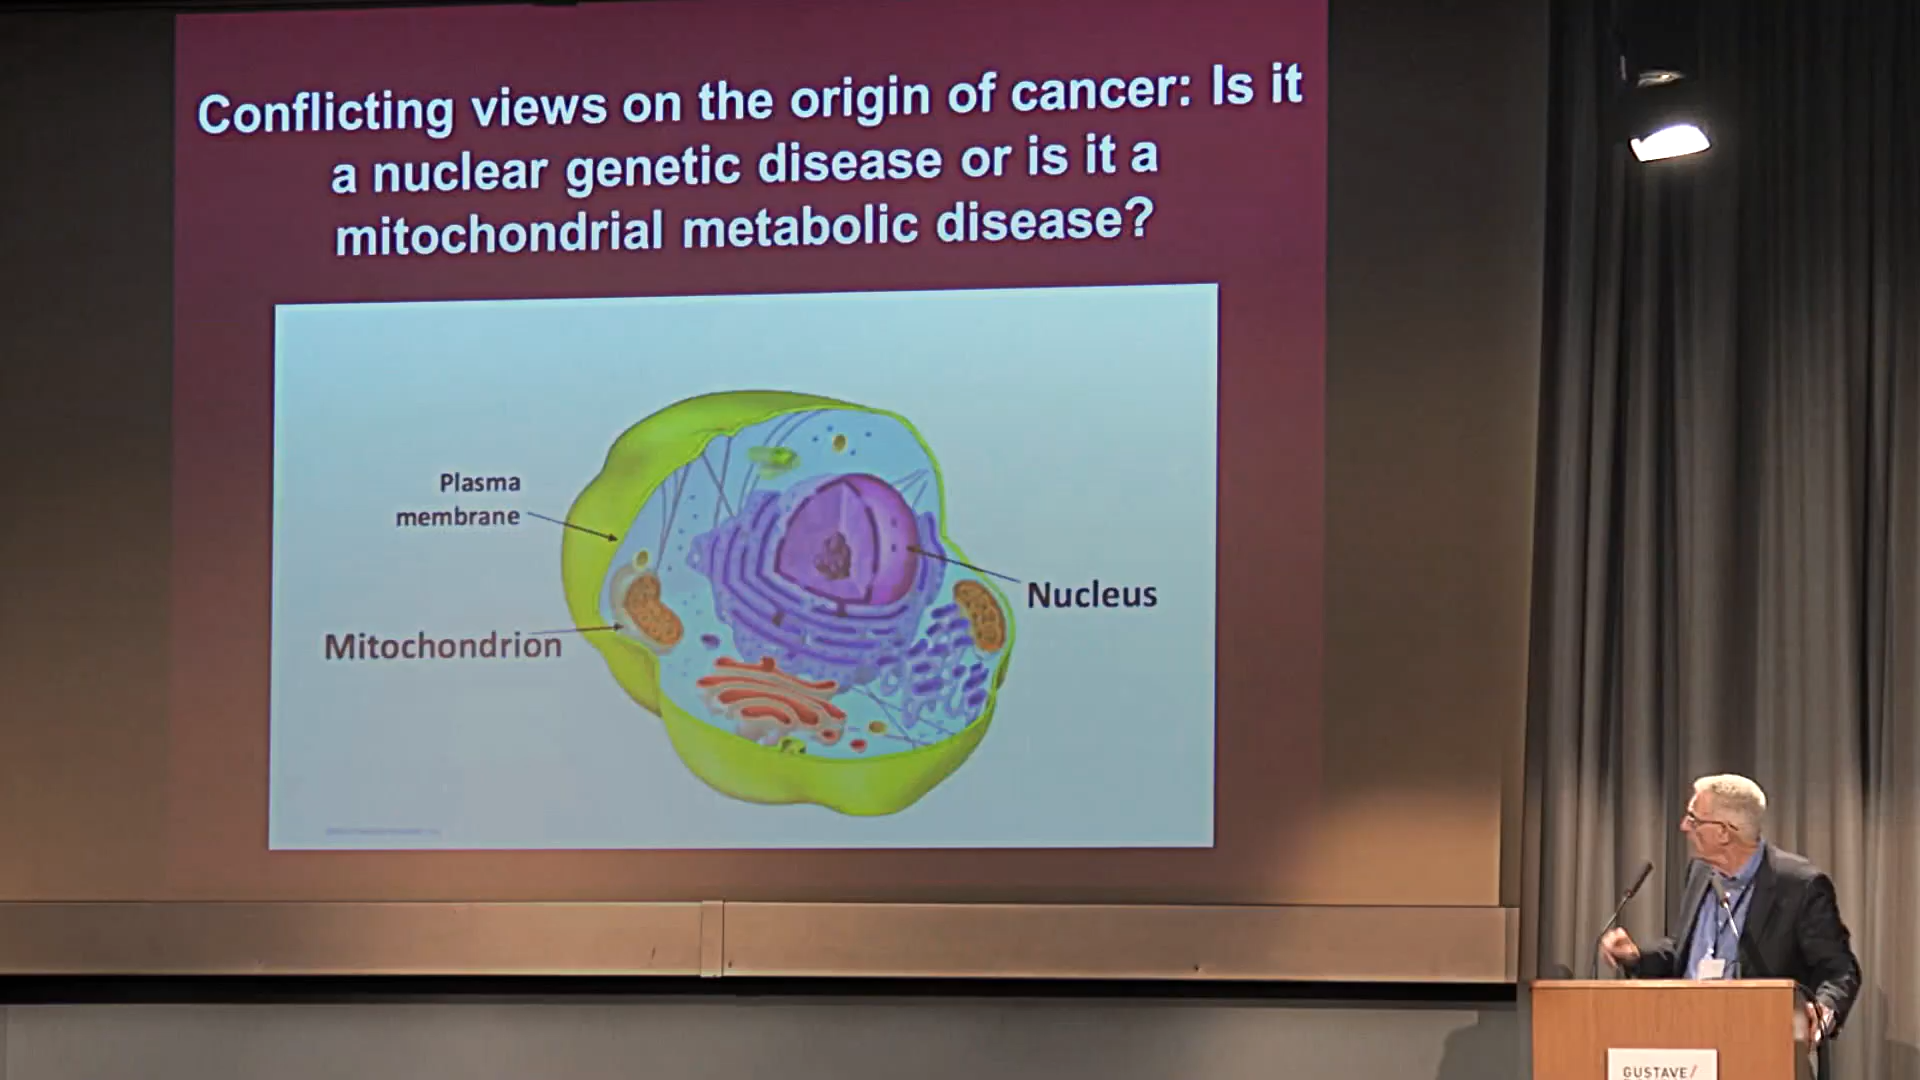 Conflicting views on the origin of cancer: Is it
a nuclear genetic disease or is it a
mitochondrial metabolic disease?
Plasma
membrane
Nucleus
Mitochondrion
GUSTAVE/